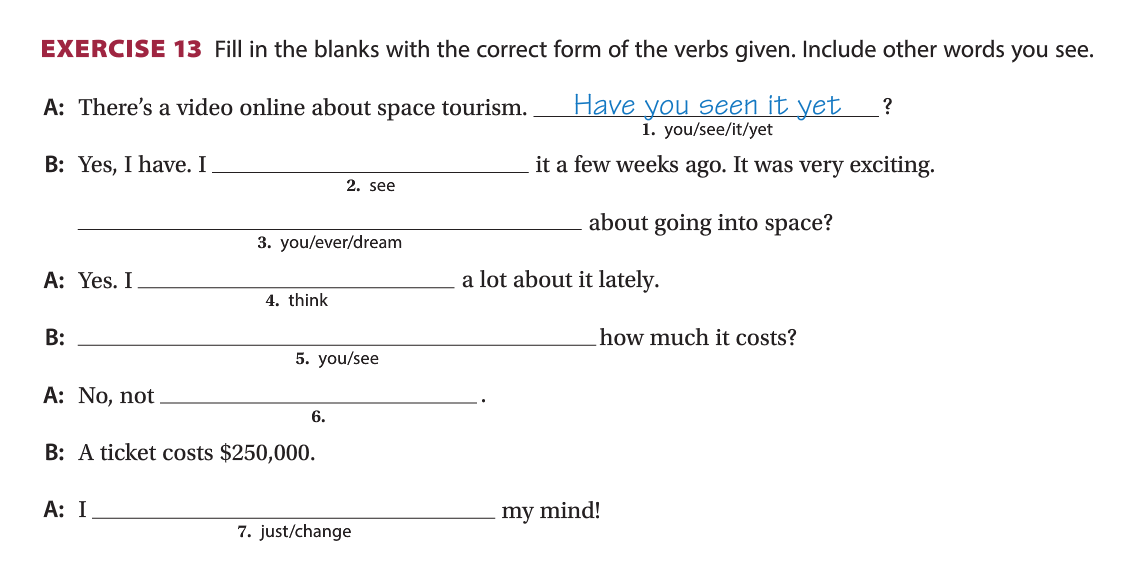 EXERCISE 13 Fill in the blanks with the correct form of the verbs given. Include other words you see.
A: There’s a video online about space tourism. Have you seen it yet ?
1. you/see/it/yet
B: Yes, I have. I ______ it a few weeks ago. It was very exciting.
2. see
______ about going into space?
3. you/ever/dream
A: Yes. I ______ a lot about it lately.
4. think
B: ______ how much it costs?
5. you/see
A: No, not ______ .
6.
B: A ticket costs $250,000.
A: I ______ my mind!
7. just/change